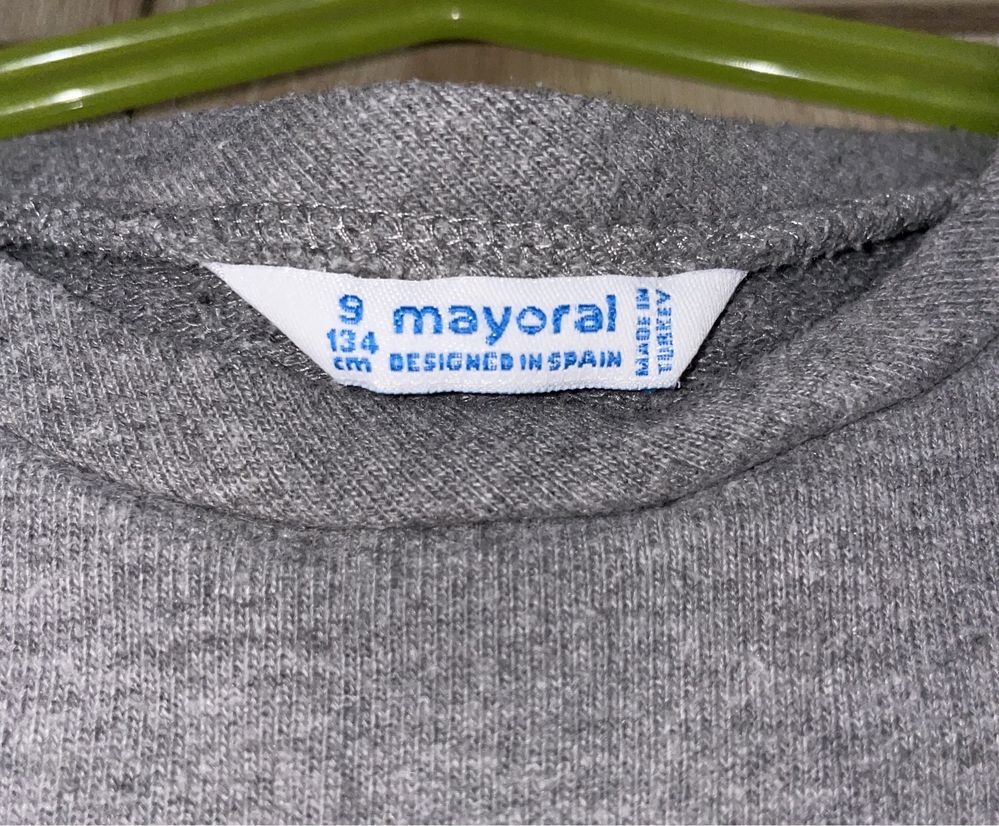 9
134
cm
mayoral
DESIGNED IN SPAIN
MADE IN
TURKEY